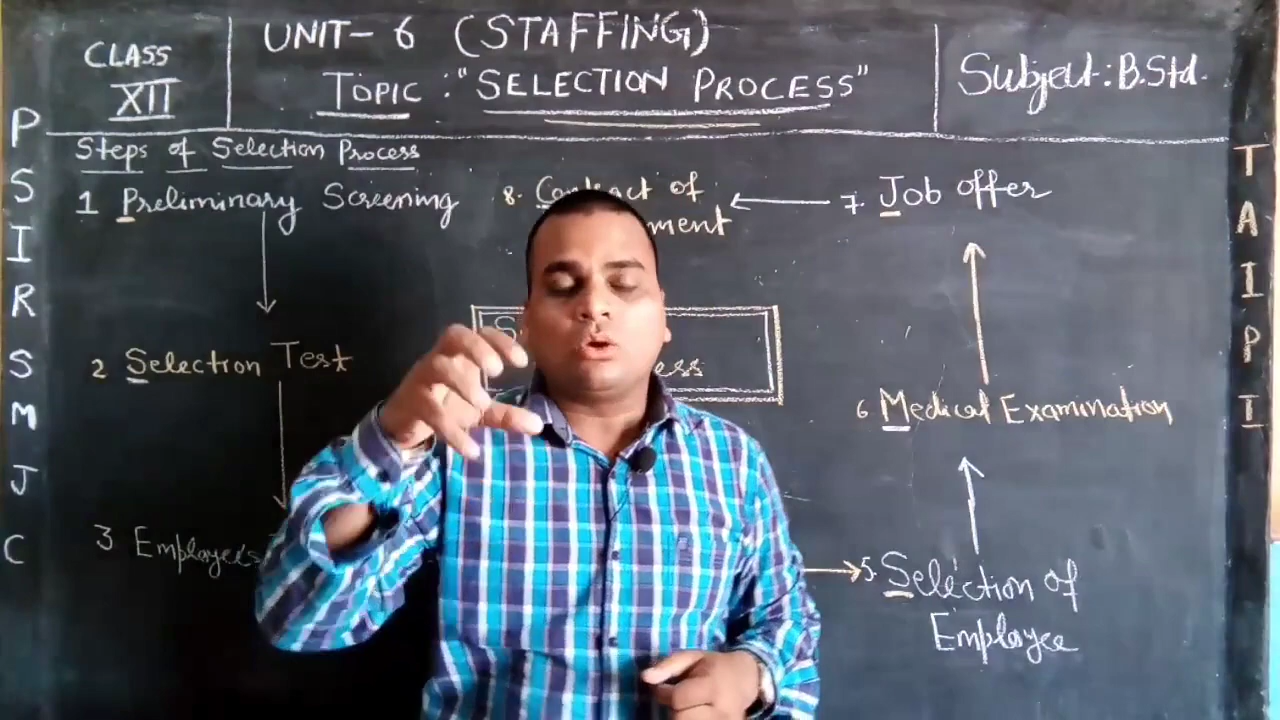 CLASS
XII
UNIT- 6 (STAFFING)
TOPIC : "SELECTION PROCESS"
Subject: B.Std.
Steps of Selection Process
1 Preliminary Screening
2 Selection Test
3 Employee's
5. Selection of
Employee
6 Medical Examination
7. Job offer
8. Contract of
ment
ess
P
S
I
R
S
M
J
C
T
A
I
P
I